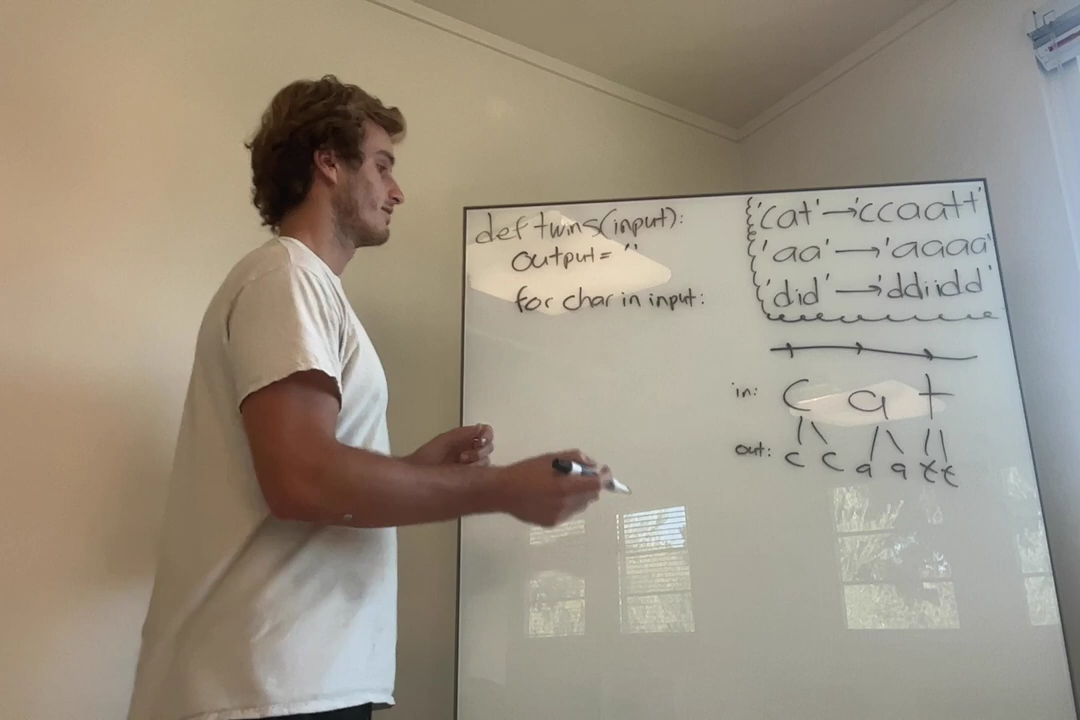 def twins(input):
output = ''
for char in input:
'cat' → 'ccaatt'
'aa' → 'aaaa'
'did' → 'ddiidd'
in: c a t
out: c c a a t t